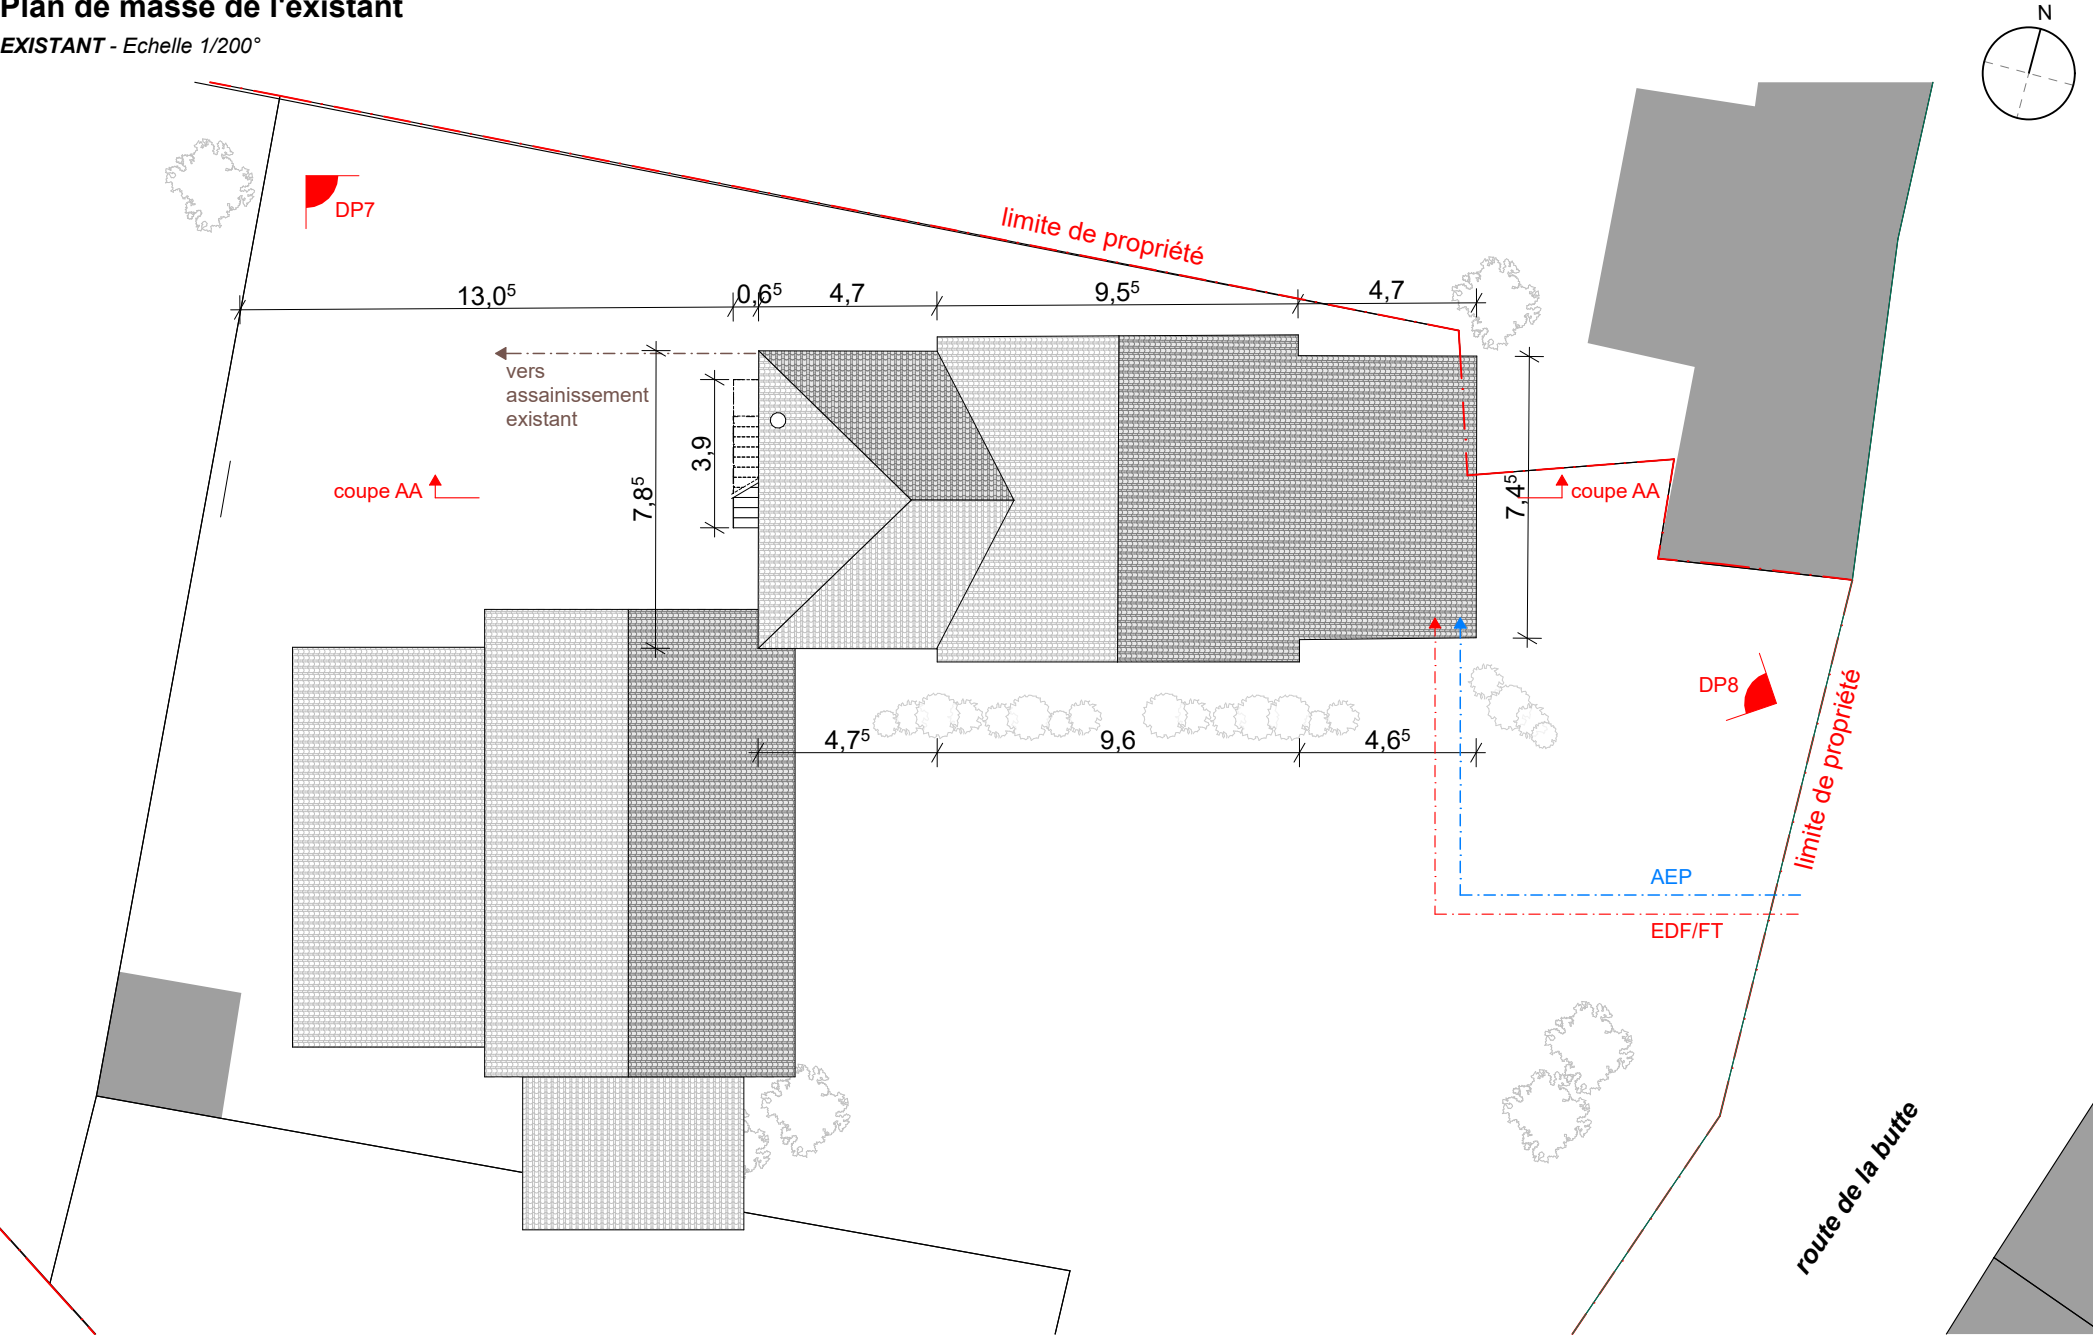 Plan de masse de l'existant
EXISTANT - Echelle 1/200°
N
DP7
limite de propriété
13,0⁵
0,6⁵
4,7
9,5⁵
4,7
vers
assainissement
existant
3,9
7,8⁵
coupe AA
7,4⁵
coupe AA
DP8
limite de propriété
4,7⁵
9,6
4,6⁵
AEP
EDF/FT
route de la butte